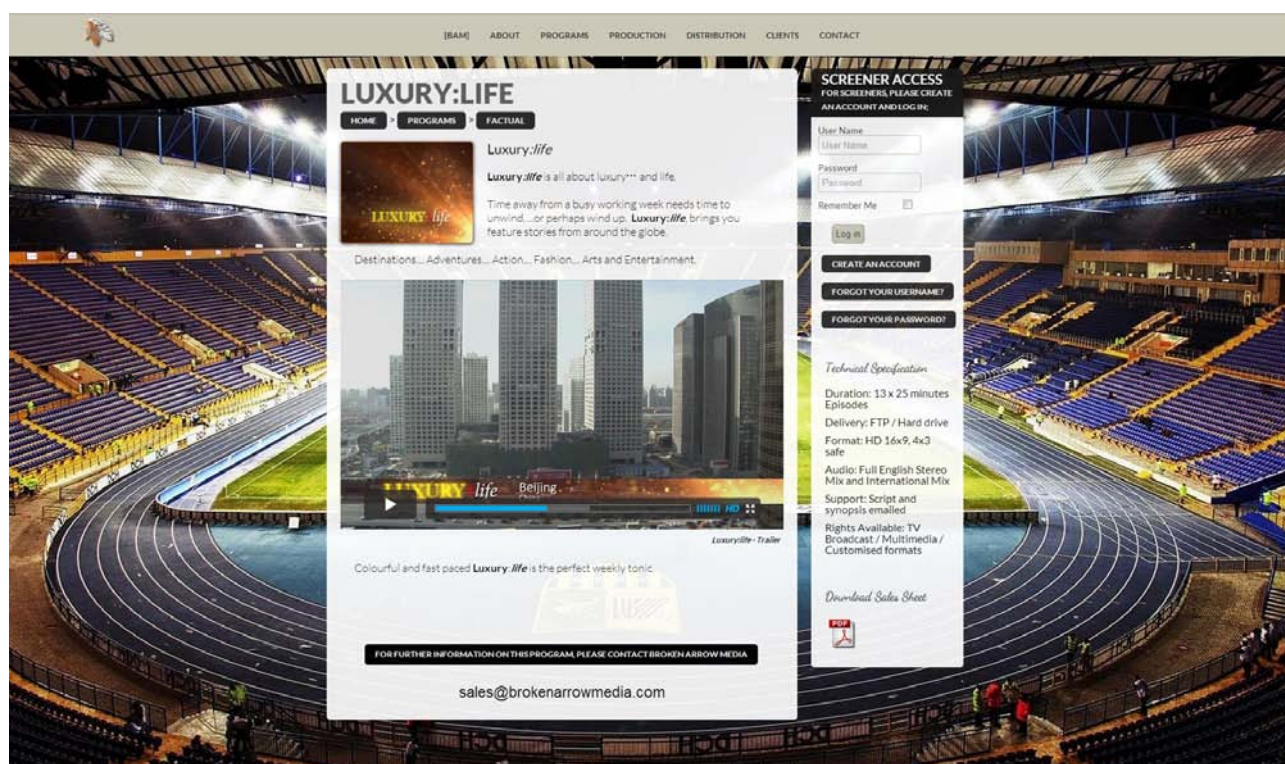 [BAM] ABOUT PROGRAMS PRODUCTION DISTRIBUTION CLIENTS CONTACT
LUXURY:LIFE
HOME > PROGRAMS > FACTUAL
LUXURY: life
Luxury:life
Luxury:life is all about luxury**** and life.
Time away from a busy working week needs time to
unwind, ...or perhaps wind up. Luxury:life, brings you
feature stories from around the globe.
Destinations.... Adventures.... Action.... Fashion.... Arts and Entertainment.
LUXURY:life Beijing
HD
Luxury:life - Trailer
Colourful and fast paced Luxury:life is the perfect weekly tonic.
FOR FURTHER INFORMATION ON THIS PROGRAM, PLEASE CONTACT BROKEN ARROW MEDIA
sales@brokenarrowmedia.com
SCREENER ACCESS
FOR SCREENERS, PLEASE CREATE
AN ACCOUNT AND LOG IN;
User Name
User Name
Password
Password
Remember Me
Log in
CREATE AN ACCOUNT
FORGOT YOUR USERNAME?
FORGOT YOUR PASSWORD?
Technical Specification
Duration: 13 x 25 minutes
Episodes
Delivery: FTP / Hard drive
Format: HD 16x9, 4x3
safe
Audio: Full English Stereo
Mix and International Mix
Support: Script and
synopsis emailed
Rights Available: TV
Broadcast / Multimedia /
Customised formats
Download Sales Sheet
PDF
DCH
DCH
DCH